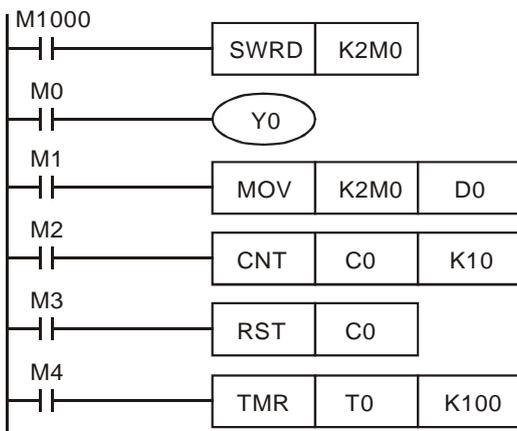 M1000
SWRD K2M0
M0
Y0
M1
MOV K2M0 D0
M2
CNT C0 K10
M3
RST C0
M4
TMR T0 K100